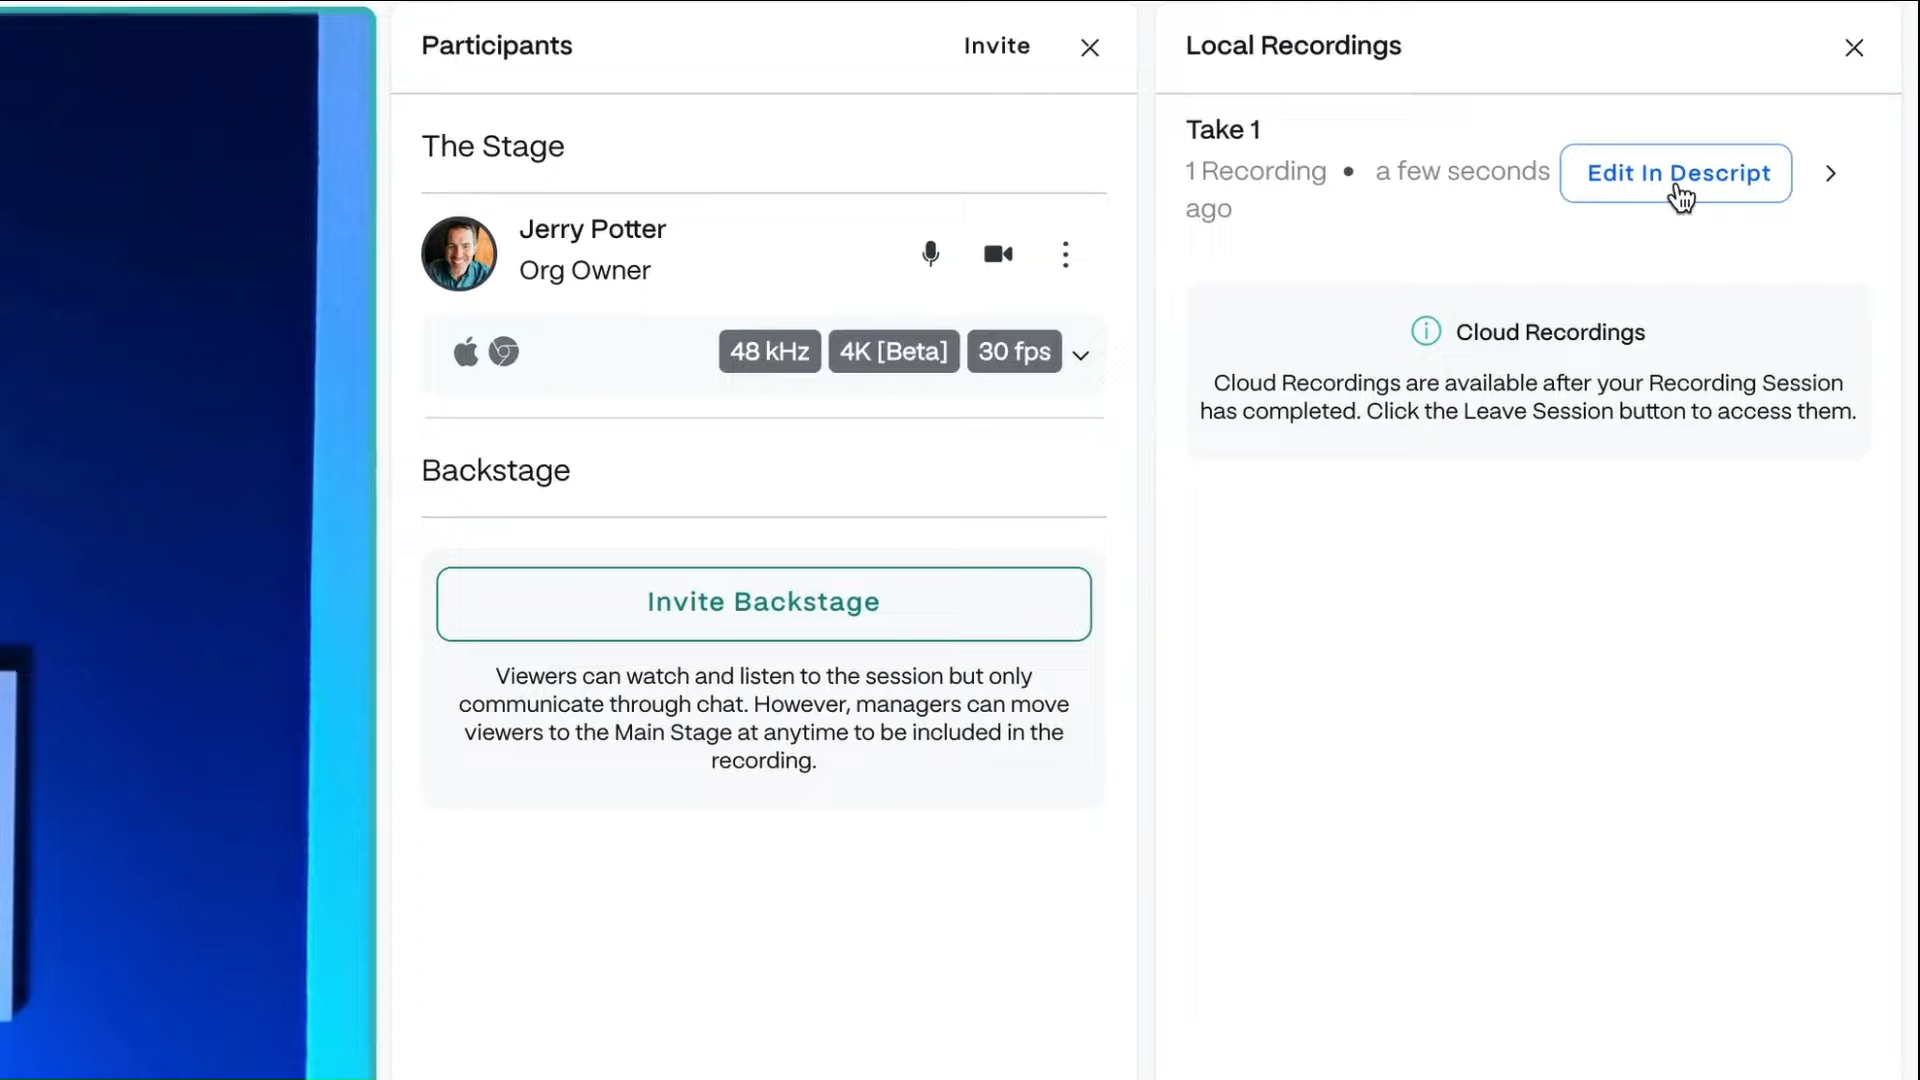 Participants
Invite
The Stage
Jerry Potter
Org Owner
48 kHz
4K [Beta]
30 fps
Backstage
Invite Backstage
Viewers can watch and listen to the session but only
communicate through chat. However, managers can move
viewers to the Main Stage at anytime to be included in the
recording.
Local Recordings
Take 1
1 Recording • a few seconds
ago
Edit In Descript
Cloud Recordings
Cloud Recordings are available after your Recording Session
has completed. Click the Leave Session button to access them.